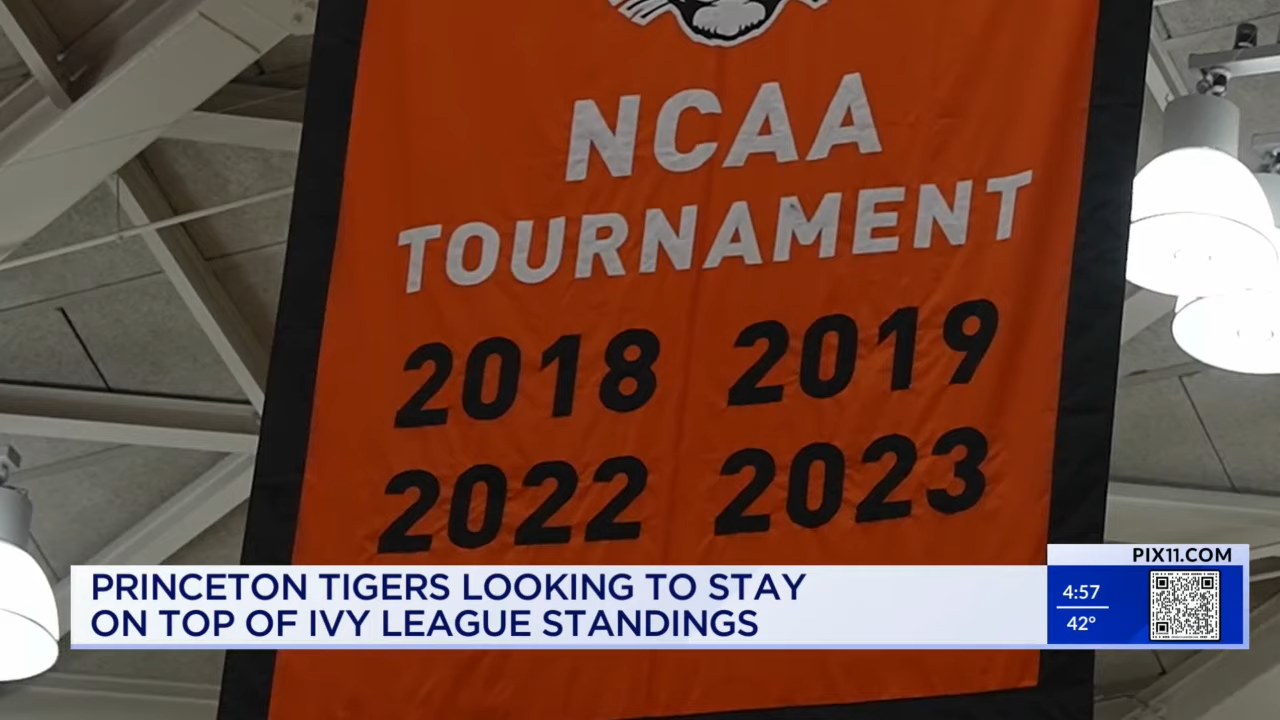 NCAA
TOURNAMENT
2018 2019
2022 2023
PIX11.COM
PRINCETON TIGERS LOOKING TO STAY
ON TOP OF IVY LEAGUE STANDINGS
4:57
42°